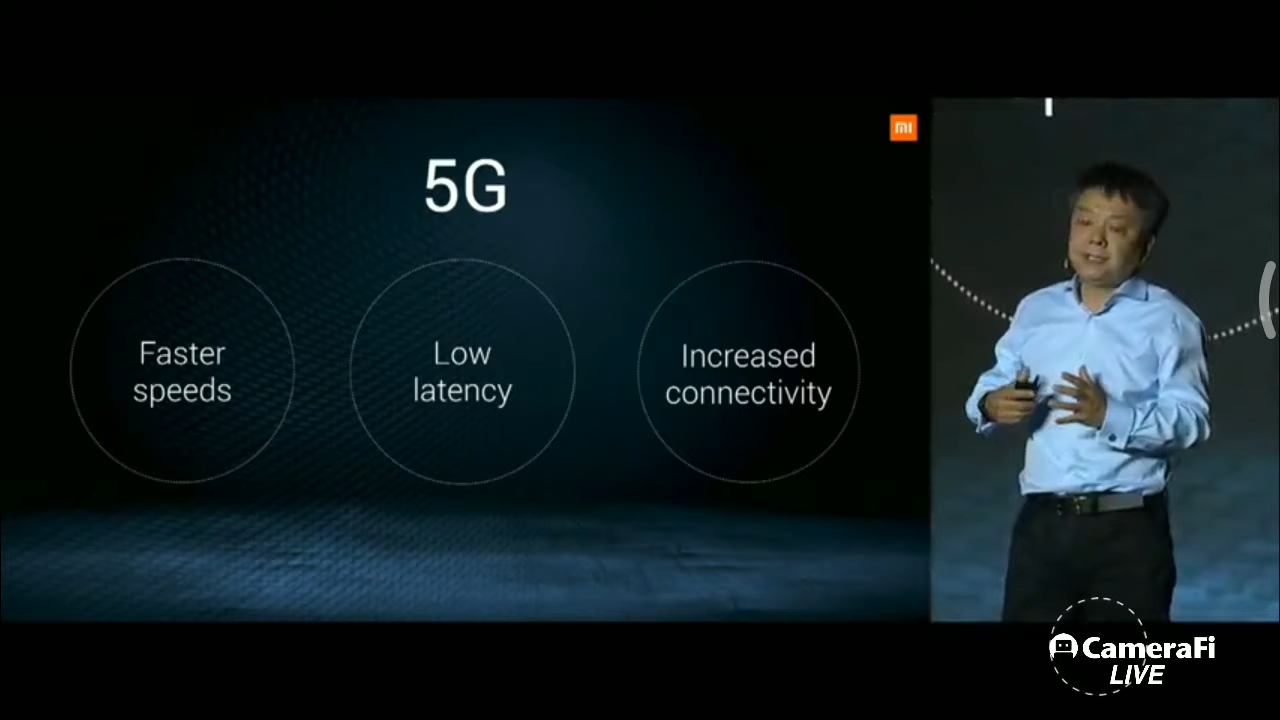 5G
mi
Faster
speeds
Low
latency
Increased
connectivity
CameraFi
LIVE